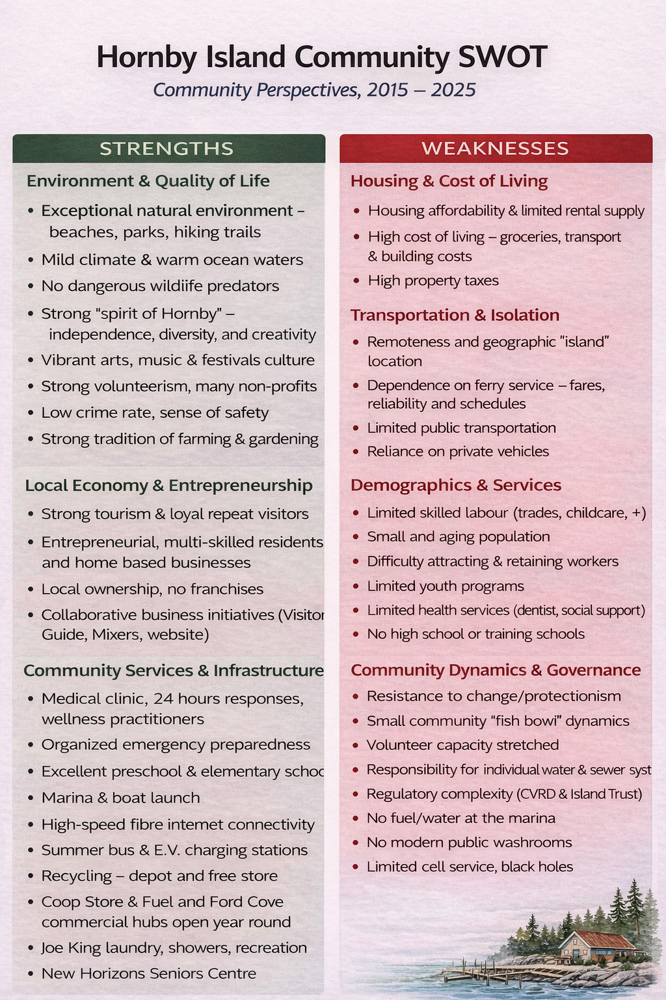 Hornby Island Community SWOT
Community Perspectives, 2015 – 2025
STRENGTHS
Environment & Quality of Life
• Exceptional natural environment –
beaches, parks, hiking trails
• Mild climate & warm ocean waters
• No dangerous wildiife predators
• Strong "spirit of Hornby" –
independence, diversity, and creativity
• Vibrant arts, music & festivals culture
• Strong volunteerism, many non-profits
• Low crime rate, sense of safety
• Strong tradition of farming & gardening
Local Economy & Entrepreneurship
• Strong tourism & loyal repeat visitors
• Entrepreneurial, multi-skilled residents
and home based businesses
• Local ownership, no franchises
• Collaborative business initiatives (Visitor
Guide, Mixers, website)
Community Services & Infrastructure
• Medical clinic, 24 hours responses,
wellness practitioners
• Organized emergency preparedness
• Excellent preschool & elementary schoc
• Marina & boat launch
• High-speed fibre internet connectivity
• Summer bus & E.V. charging stations
• Recycling – depot and free store
• Coop Store & Fuel and Ford Cove
commercial hubs open year round
• Joe King laundry, showers, recreation
• New Horizons Seniors Centre
WEAKNESSES
Housing & Cost of Living
• Housing affordability & limited rental supply
• High cost of living – groceries, transport
& building costs
• High property taxes
Transportation & Isolation
• Remoteness and geographic "island"
location
• Dependence on ferry service – fares,
reliability and schedules
• Limited public transportation
• Reliance on private vehicles
Demographics & Services
• Limited skilled labour (trades, childcare, +)
• Small and aging population
• Difficulty attracting & retaining workers
• Limited youth programs
• Limited health services (dentist, social support)
• No high school or training schools
Community Dynamics & Governance
• Resistance to change/protectionism
• Small community "fish bowi" dynamics
• Volunteer capacity stretched
• Responsibility for individual water & sewer syst
• Regulatory complexity (CVRD & Island Trust)
• No fuel/water at the marina
• No modern public washrooms
• Limited cell service, black holes